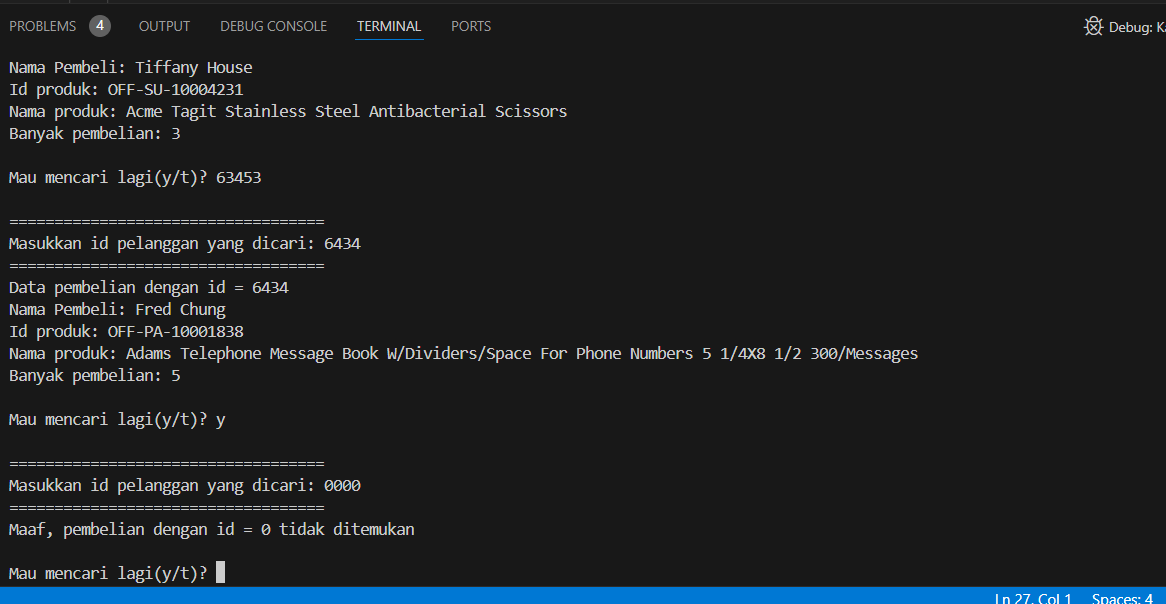 PROBLEMS 4 OUTPUT DEBUG CONSOLE TERMINAL PORTS Debug:
Nama Pembeli: Tiffany House
Id produk: OFF-SU-10004231
Nama produk: Acme Tagit Stainless Steel Antibacterial Scissors
Banyak pembelian: 3
Mau mencari lagi(y/t)? 63453
===================================
Masukkan id pelanggan yang dicari: 6434
===================================
Data pembelian dengan id = 6434
Nama Pembeli: Fred Chung
Id produk: OFF-PA-10001838
Nama produk: Adams Telephone Message Book W/Dividers/Space For Phone Numbers 5 1/4X8 1/2 300/Messages
Banyak pembelian: 5
Mau mencari lagi(y/t)? y
===================================
Masukkan id pelanggan yang dicari: 0000
===================================
Maaf, pembelian dengan id = 0 tidak ditemukan
Mau mencari lagi(y/t)?
Ln 27, Col 1 Spaces: 4